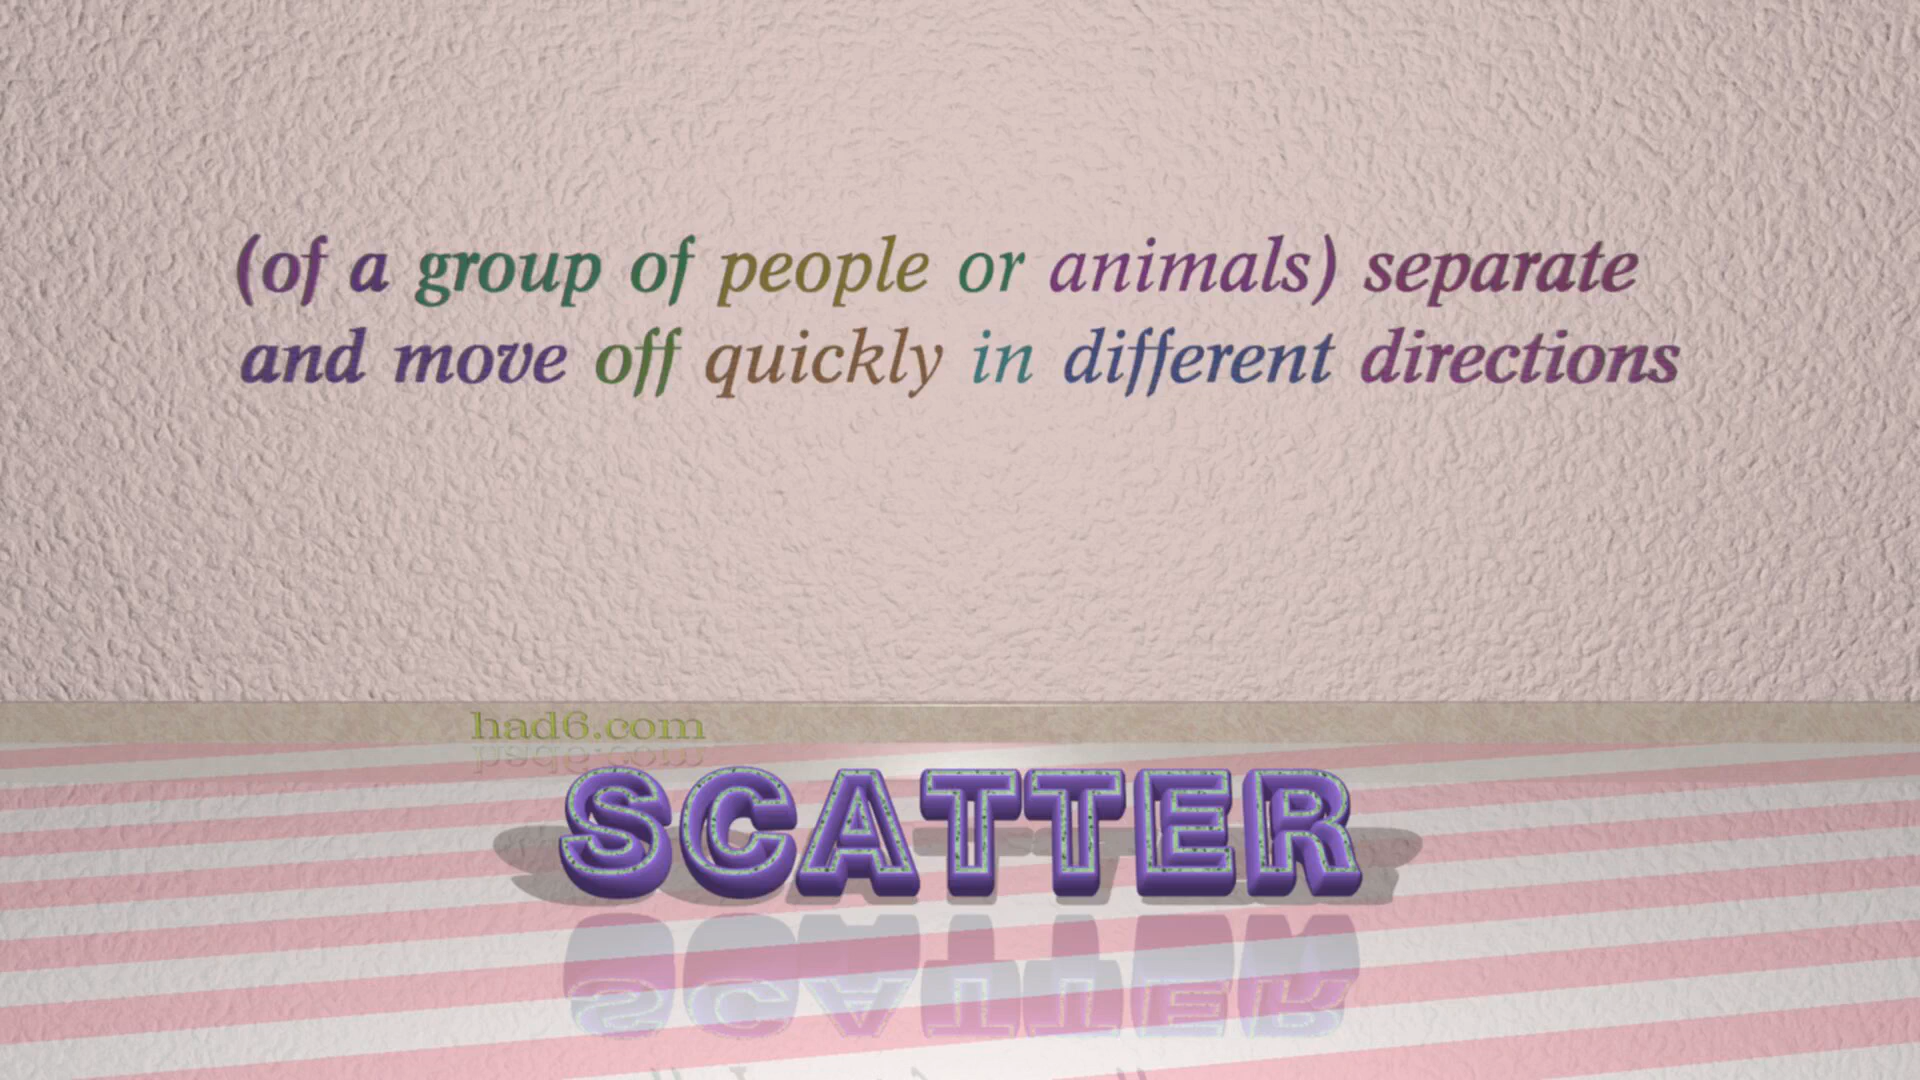 (of a group of people or animals) separate
and move off quickly in different directions
had6.com
SCATTER